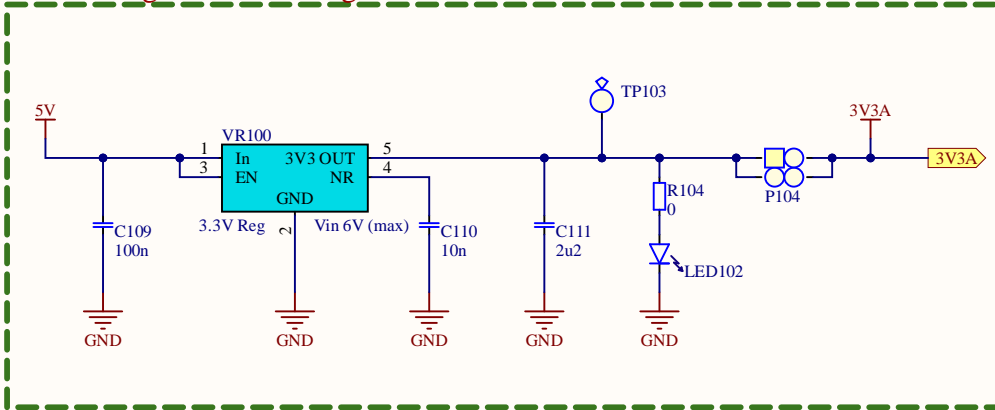 TP103
5V
3V3A
VR100
1
In
3V3 OUT
5
3V3A
3
EN
NR
4
GND
R104
0
P104
3.3V Reg
2
Vin 6V (max)
C109
100n
C110
10n
C111
2u2
LED102
GND
GND
GND
GND
GND